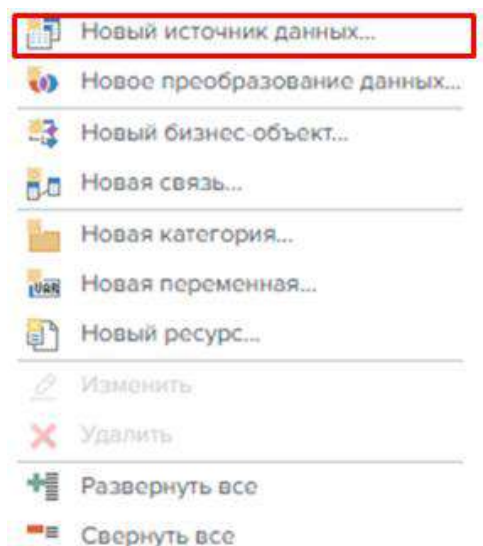 Новый источник данных...
Новое преобразование данных...
Новый бизнес-объект...
Новая связь...
Новая категория...
VAR Новая переменная...
Новый ресурс...
Изменить
Удалить
Развернуть все
Свернуть все